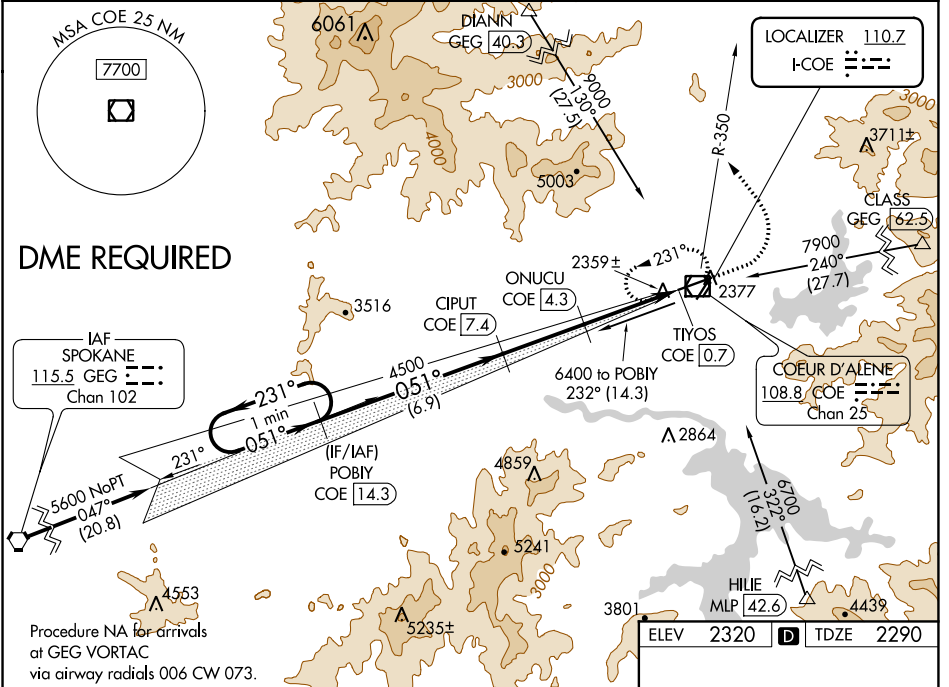 MSA COE 25 NM
7700
6061
DIANN
GEG 40.3
9000
130°
(27.5)
3000
4000
5003
LOCALIZER 110.7
I-COE
R-350
3000
3711±
CLASS
GEG 62.5
7900
240°
(27.7)
DME REQUIRED
3516
CIPUT
COE 7.4
ONUCU
COE 4.3
2359±
231°
2377
TIYOS
COE 0.7
IAF
SPOKANE
115.5 GEG
Chan 102
COEUR D'ALENE
108.8 COE
Chan 25
4500
051°
(6.9)
6400 to POBIY
232° (14.3)
231°
1 min
051°
231°
(IF/IAF)
POBIY
COE 14.3
5600 NoPT
047°
(20.8)
2864
4859
5241
3000
6700
322°
(16.2)
HILIE
MLP 42.6
4553
5235±
3801
4439
Procedure NA for arrivals
at GEG VORTAC
via airway radials 006 CW 073.
ELEV 2320 D TDZE 2290